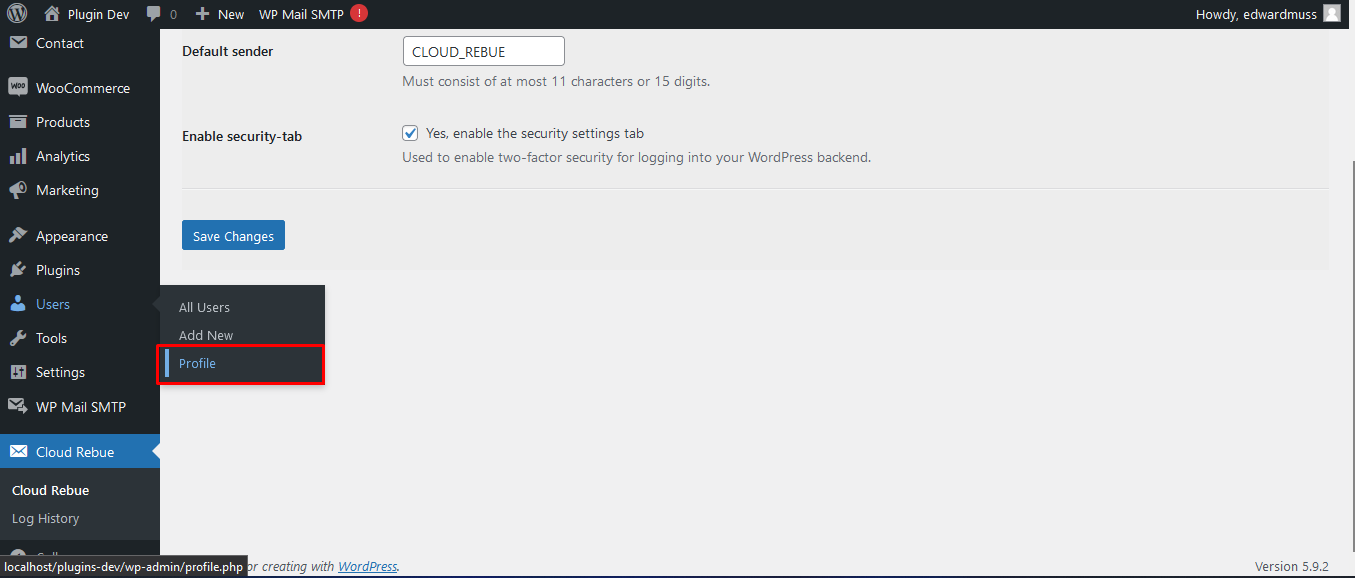 Plugin Dev 0 New WP Mail SMTP ! Howdy, edwardmuss
Contact
WOO WooCommerce
Products
Analytics
Marketing
Appearance
Plugins
Users
Tools
Settings
WP Mail SMTP
Cloud Rebue
Cloud Rebue
Log History
Default sender
CLOUD_REBUE
Must consist of at most 11 characters or 15 digits.
Enable security-tab
Yes, enable the security settings tab
Used to enable two-factor security for logging into your WordPress backend.
Save Changes
All Users
Add New
Profile
localhost/plugins-dev/wp-admin/profile.php
or creating with WordPress.
Version 5.9.2